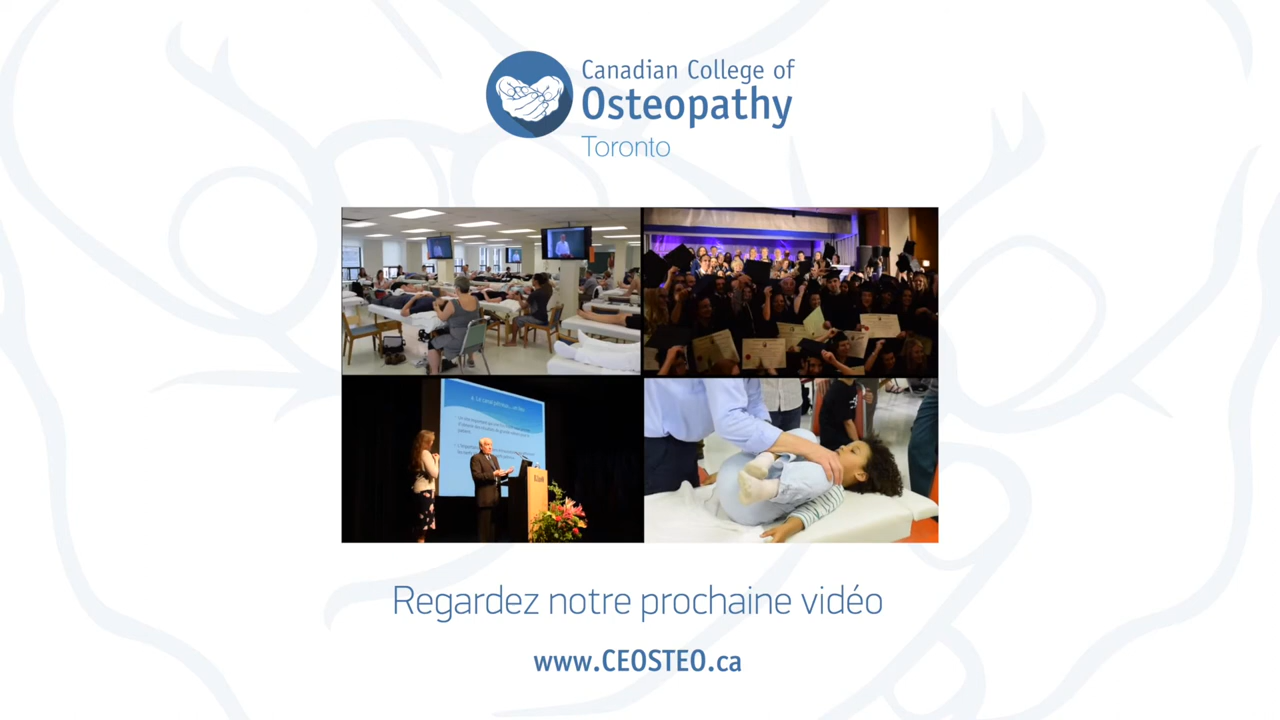 Canadian College of
Osteopathy
Toronto
Regardez notre prochaine vidéo
www.CEOSTEO.ca